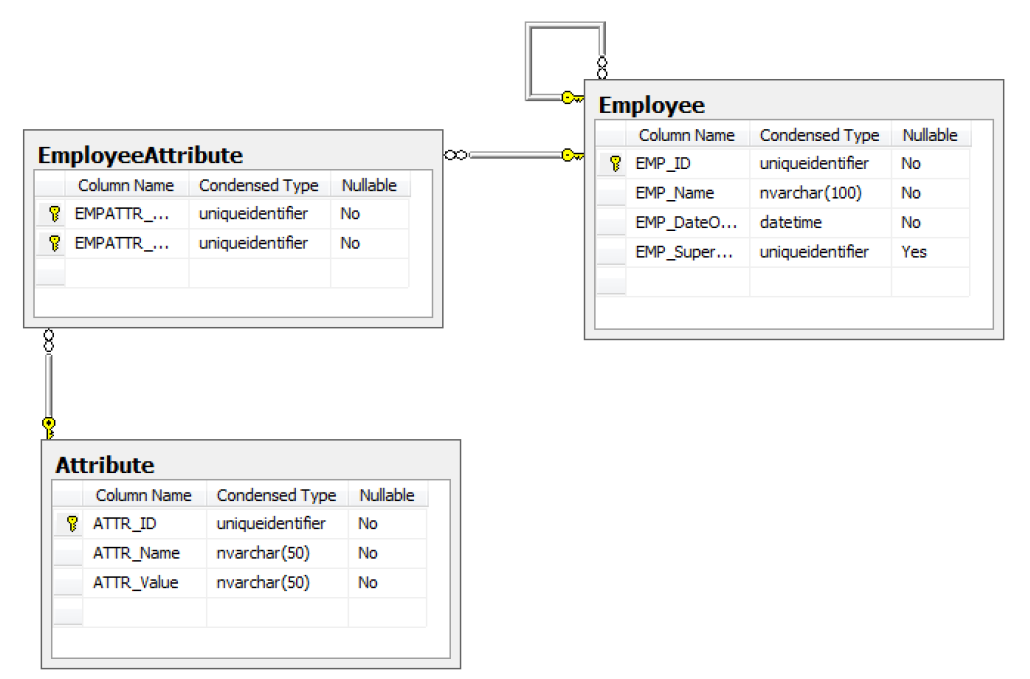 Employee
Column Name Condensed Type Nullable
EMP_ID uniqueidentifier No
EMP_Name nvarchar(100) No
EMP_DateO... datetime No
EMP_Super... uniqueidentifier Yes
EmployeeAttribute
Column Name Condensed Type Nullable
EMPATTR_... uniqueidentifier No
EMPATTR_... uniqueidentifier No
Attribute
Column Name Condensed Type Nullable
ATTR_ID uniqueidentifier No
ATTR_Name nvarchar(50) No
ATTR_Value nvarchar(50) No